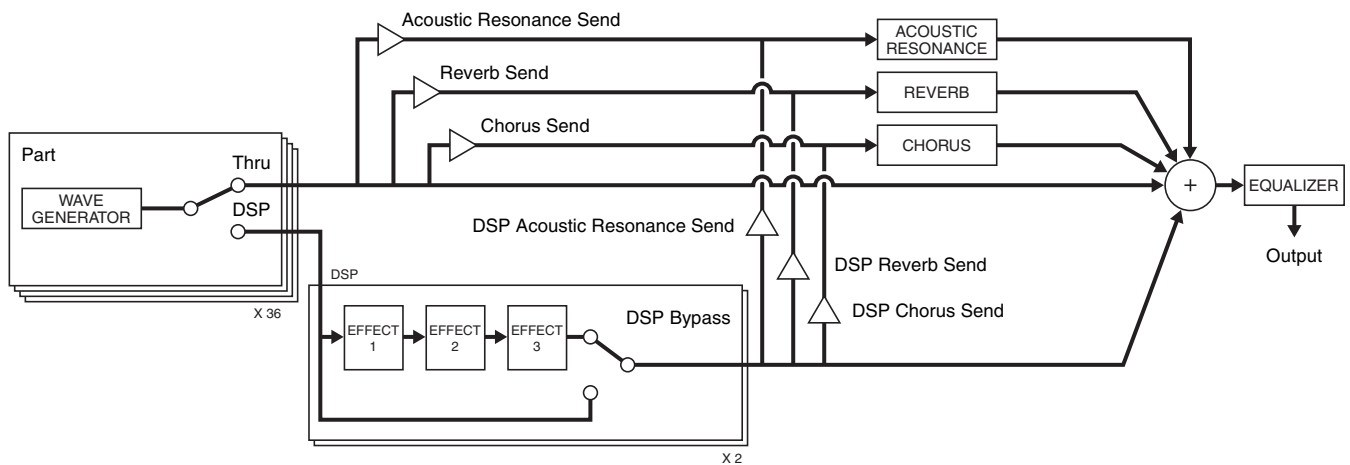 Acoustic Resonance Send
ACOUSTIC
RESONANCE
Reverb Send
REVERB
Chorus Send
CHORUS
Part
Thru
WAVE
GENERATOR
DSP
X 36
+
EQUALIZER
Output
DSP Acoustic Resonance Send
DSP Reverb Send
DSP Chorus Send
DSP
EFFECT
1
EFFECT
2
EFFECT
3
DSP Bypass
X 2